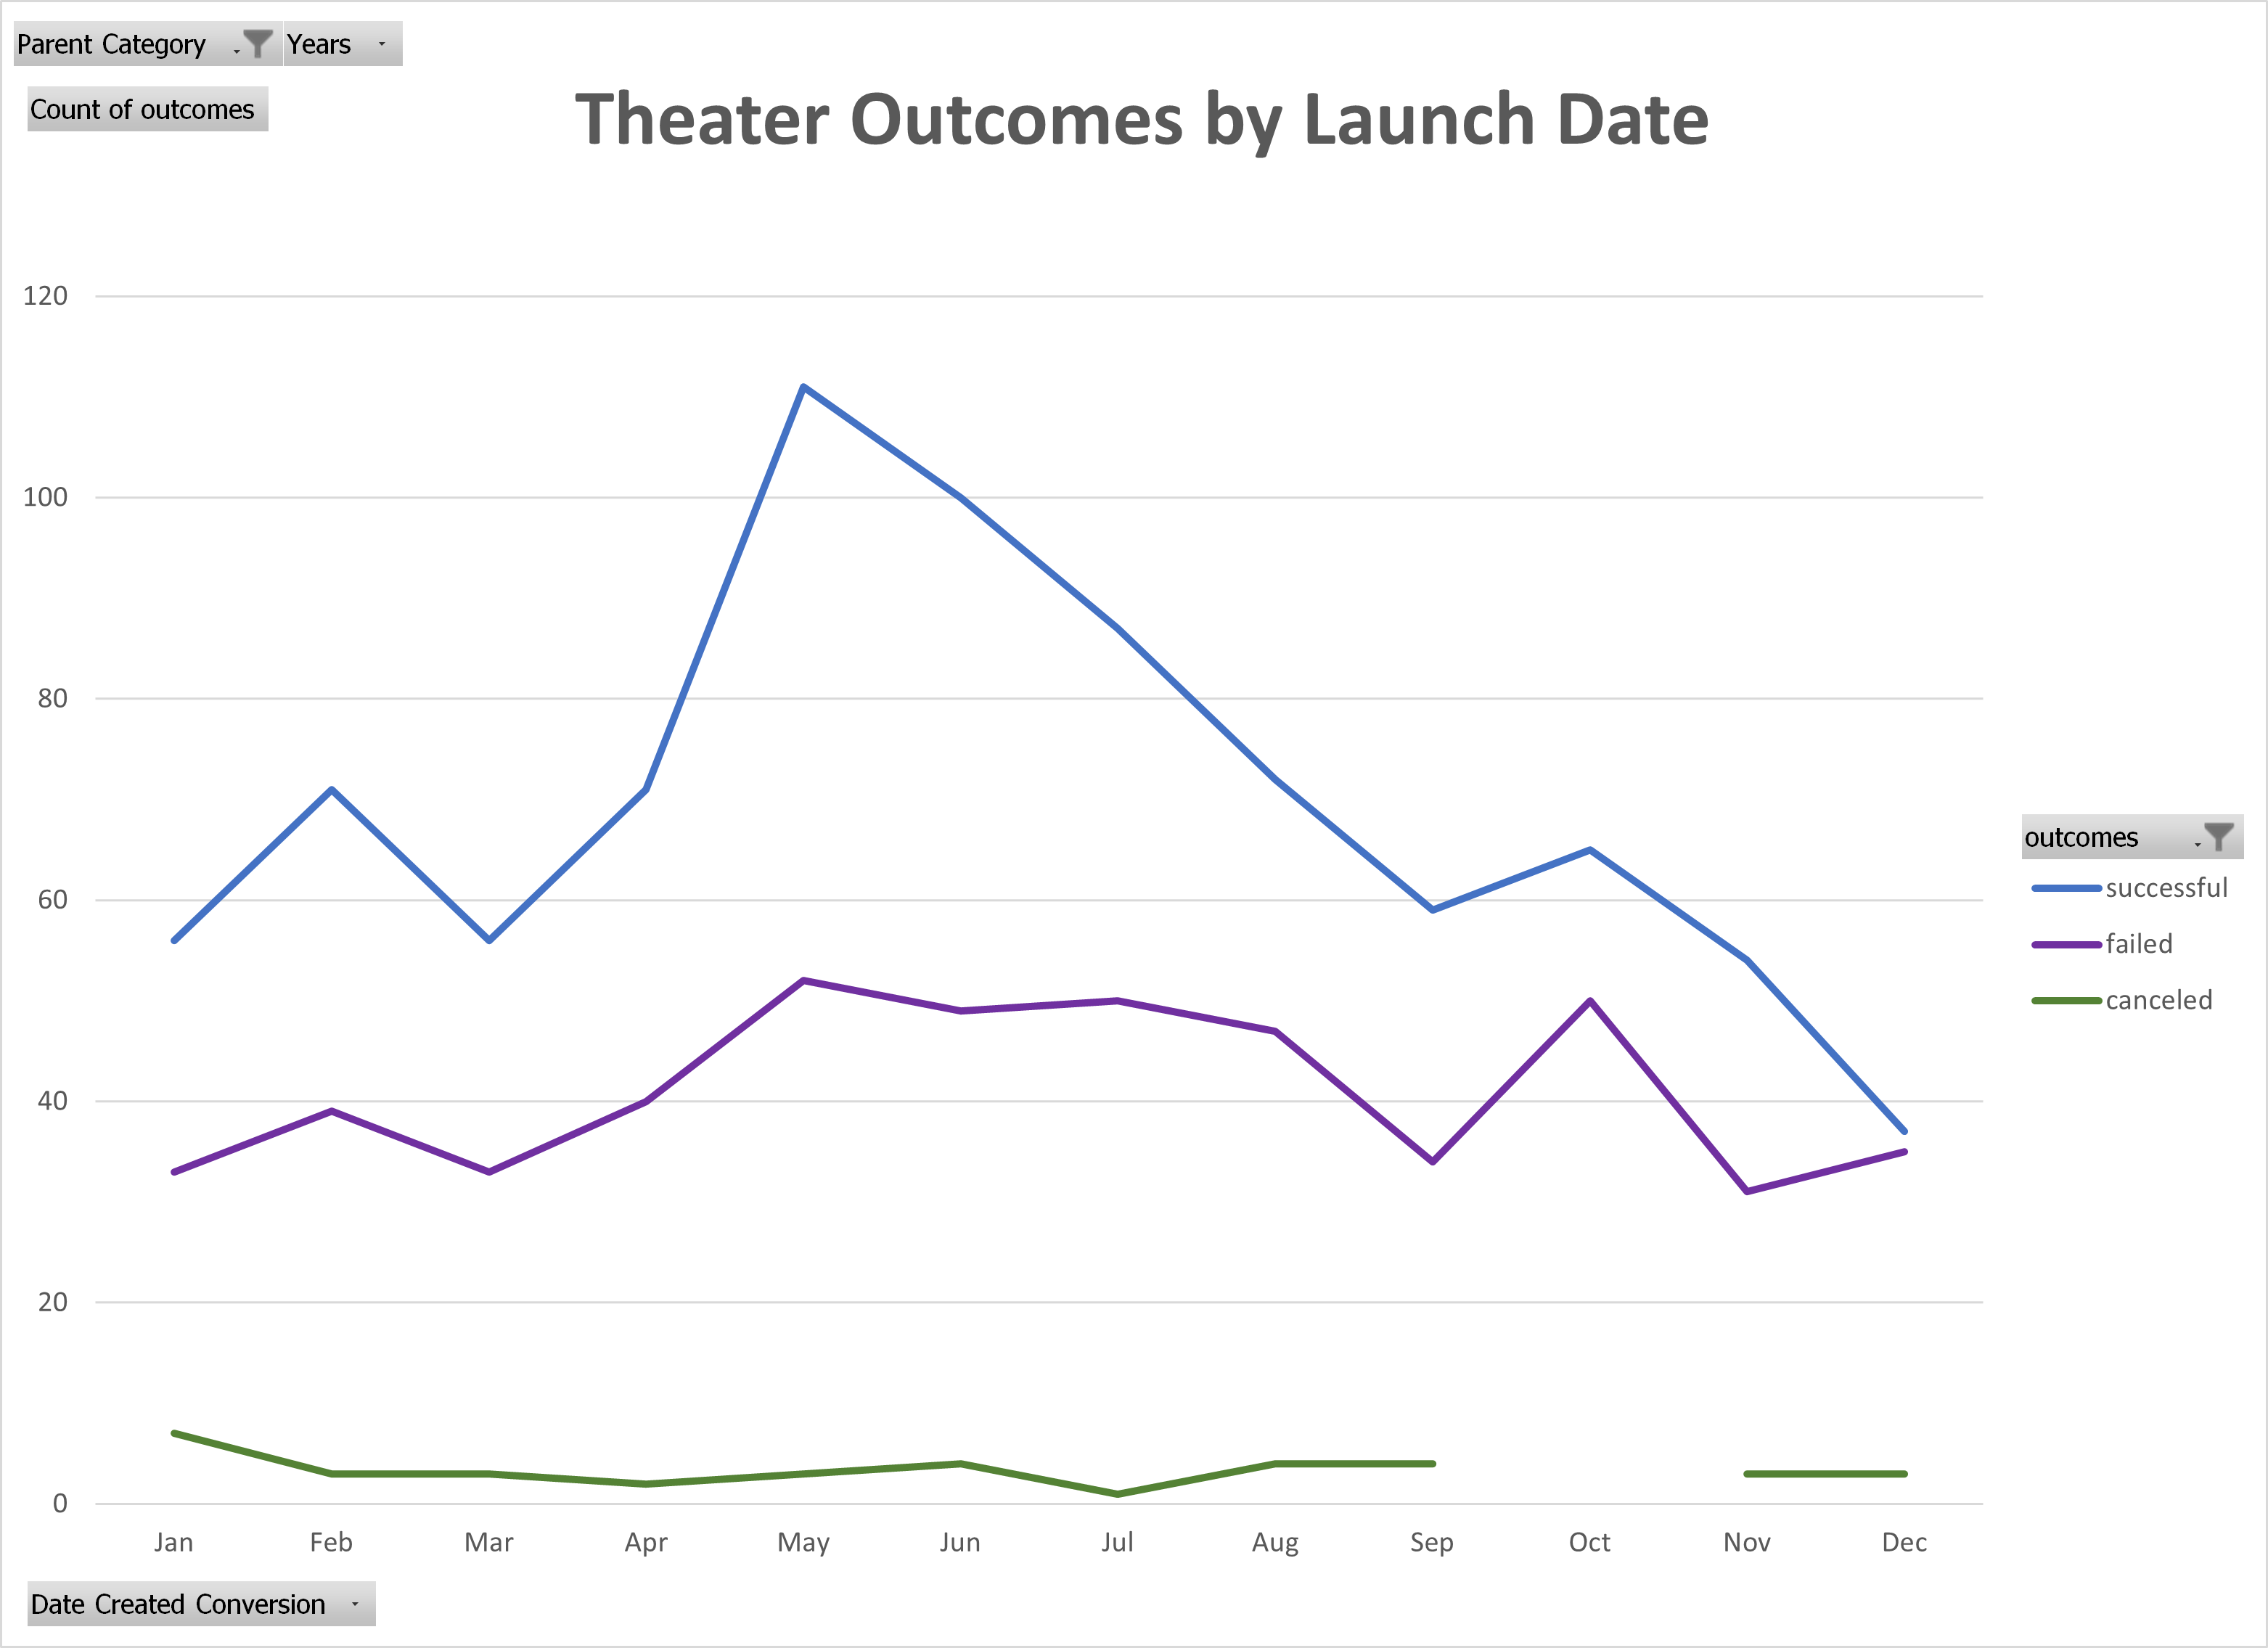 Parent Category Years
Count of outcomes
Theater Outcomes by Launch Date
120
100
80
60
40
20
0
Jan Feb Mar Apr May Jun Jul Aug Sep Oct Nov Dec
outcomes
successful
failed
canceled
Date Created Conversion